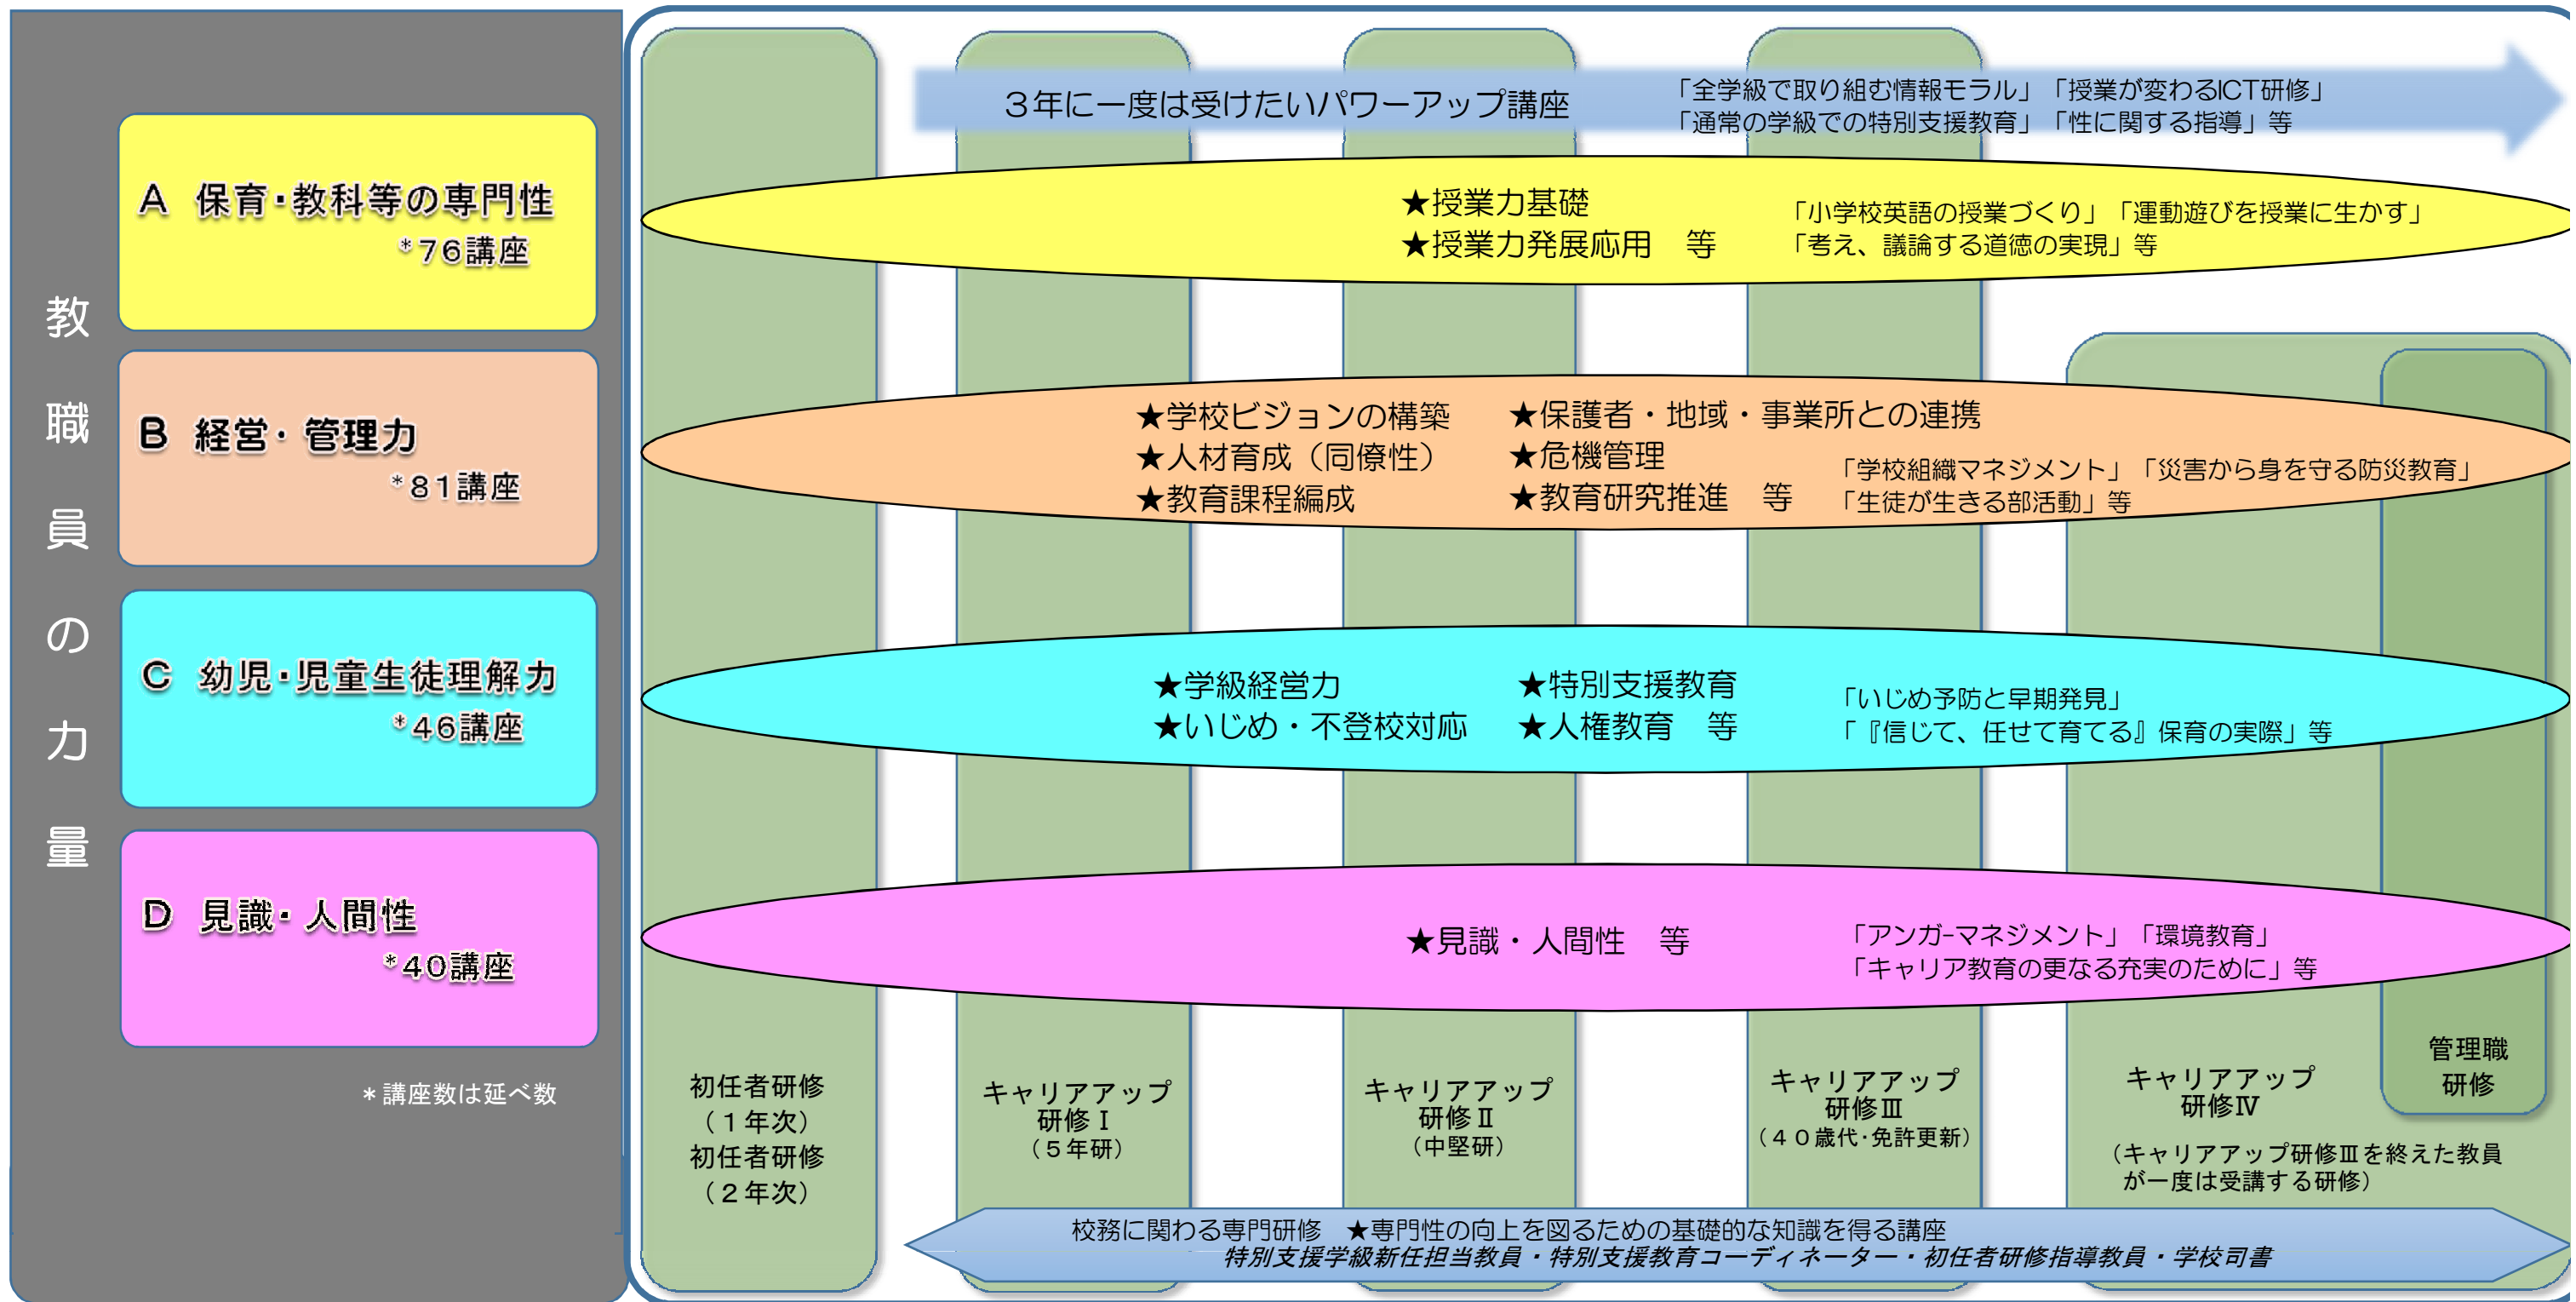 教職員の力量
A 保育・教科等の専門性
*76講座
B 経営・管理力
*81講座
C 幼児・児童生徒理解力
*46講座
D 見識・人間性
*40講座
*講座数は延べ数
3年に一度は受けたいパワーアップ講座
「全学級で取り組む情報モラル」「授業が変わるICT研修」
「通常の学級での特別支援教育」「性に関する指導」等
★授業力基礎
★授業力発展応用 等
「小学校英語の授業づくり」「運動遊びを授業に生かす」
「考え、議論する道徳の実現」等
★学校ビジョンの構築
★人材育成（同僚性）
★教育課程編成
★保護者・地域・事業所との連携
★危機管理
★教育研究推進 等
「学校組織マネジメント」「災害から身を守る防災教育」
「生徒が生きる部活動」等
★学級経営力
★いじめ・不登校対応
★特別支援教育
★人権教育 等
「いじめ予防と早期発見」
「『信じて、任せて育てる』保育の実際」等
★見識・人間性 等
「アンガーマネジメント」「環境教育」
「キャリア教育の更なる充実のために」等
初任者研修
（1年次）
初任者研修
（2年次）
キャリアアップ
研修Ⅰ
（5年研）
キャリアアップ
研修Ⅱ
（中堅研）
キャリアアップ
研修Ⅲ
（40歳代・免許更新）
キャリアアップ
研修Ⅳ
（キャリアアップ研修Ⅲを終えた教員
が一度は受講する研修）
管理職
研修
校務に関わる専門研修 ★専門性の向上を図るための基礎的な知識を得る講座
特別支援学級新任担当教員・特別支援教育コーディネーター・初任者研修指導教員・学校司書